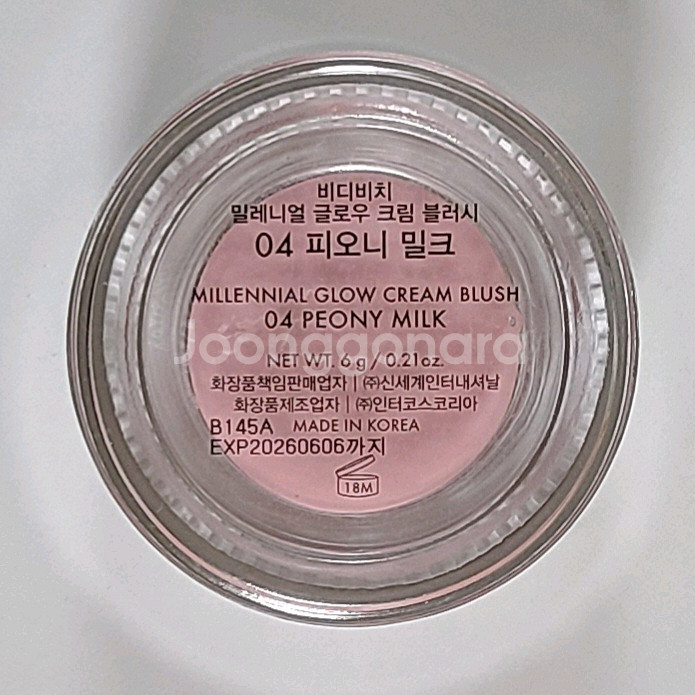 비디비치
밀레니얼 글로우 크림 블러시
04 피오니 밀크
MILLENNIAL GLOW CREAM BLUSH
04 PEONY MILK
Joonggonara
NET WT. 6 g / 0.21oz.
화장품책임판매업자 | ㈜신세계인터내셔날
화장품제조업자 | ㈜인터코스코리아
B145A MADE IN KOREA
EXP20260606까지
18M